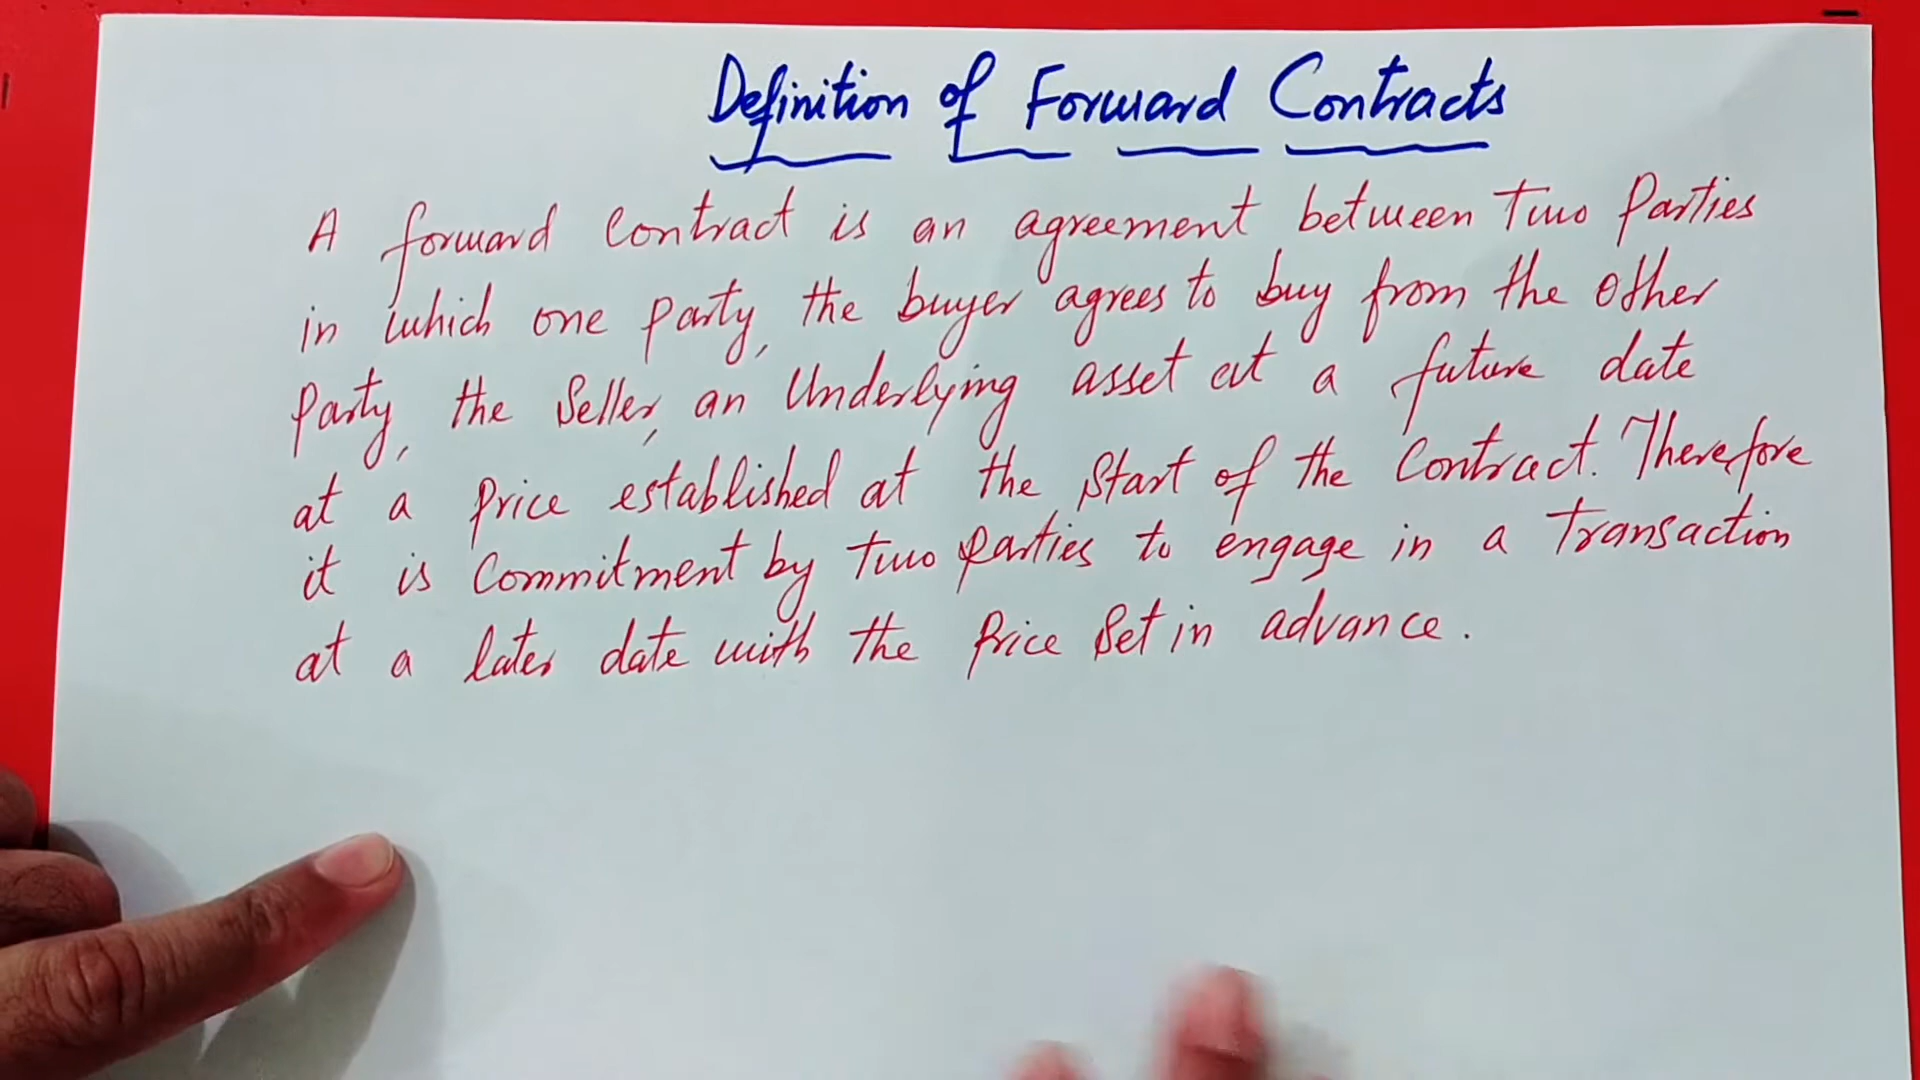 Definition of Forward Contracts
A forward Contract is an agreement between Two Parties
in which one party, the buyer agrees to buy from the other
Party, the Seller, an Underlying asset at a future date
at a Price established at the Start of the Contract. Therefore
it is Commitment by Two Parties to engage in a Transaction
at a later date with the Price Set in advance.